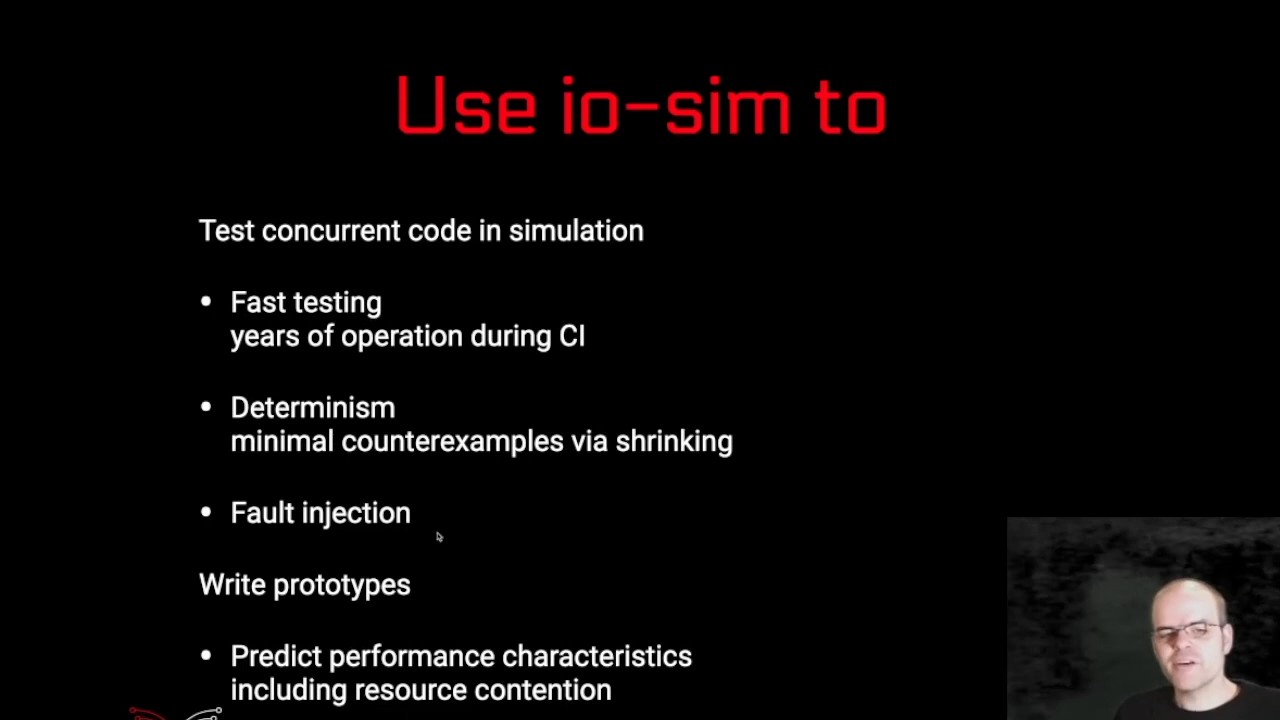 Use io-sim to
Test concurrent code in simulation
• Fast testing
years of operation during CI
• Determinism
minimal counterexamples via shrinking
• Fault injection
Write prototypes
• Predict performance characteristics
including resource contention